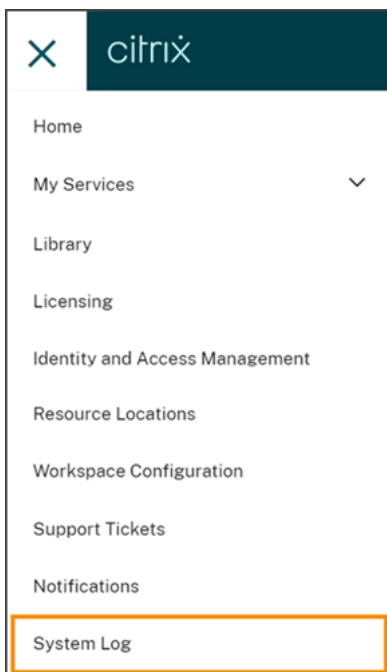 citrix
Home
My Services
Library
Licensing
Identity and Access Management
Resource Locations
Workspace Configuration
Support Tickets
Notifications
System Log